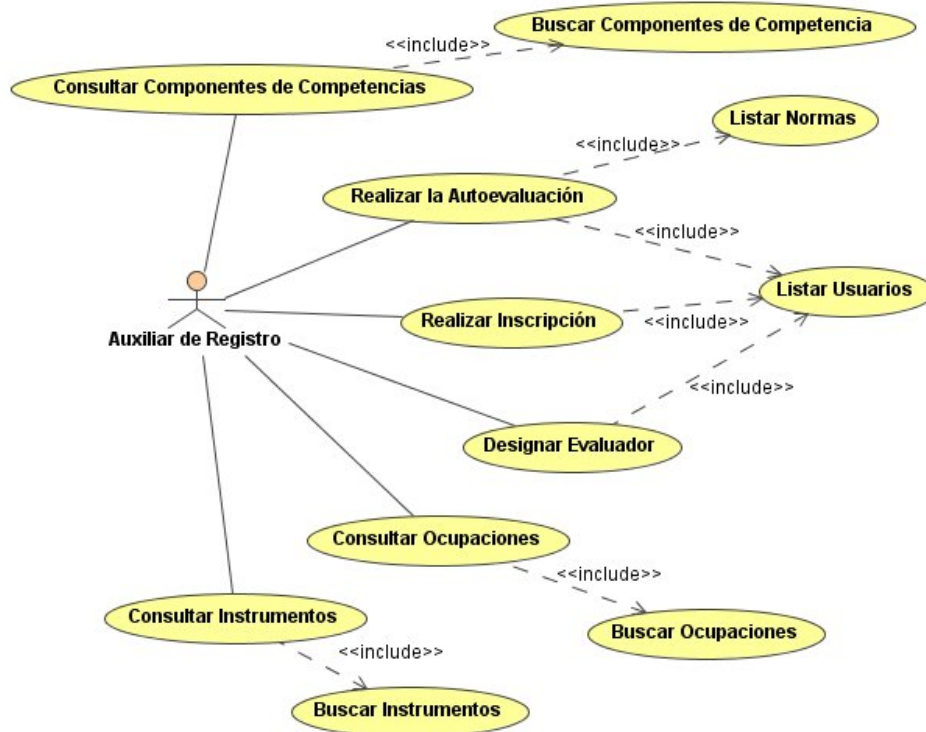 Buscar Componentes de Competencia
<<include>>
Consultar Componentes de Competencias
Listar Normas
<<include>>
Realizar la Autoevaluación
<<include>>
Listar Usuarios
Realizar Inscripción
<<include>>
Auxiliar de Registro
<<include>>
Designar Evaluador
Consultar Ocupaciones
<<include>>
Consultar Instrumentos
Buscar Ocupaciones
<<include>>
Buscar Instrumentos